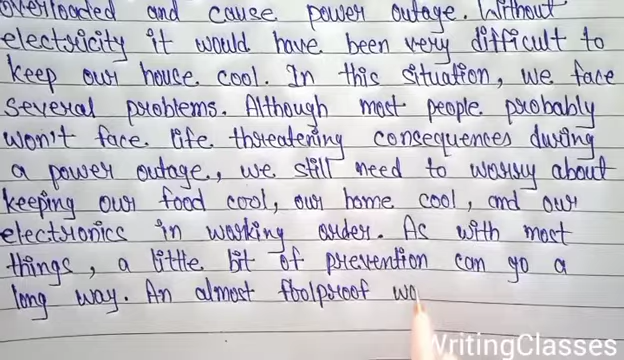 overloaded and cause power outage. Without
electricity it would have been very difficult to
keep our house cool. In this situation, we face
several problems. Although most people probably
won't face life threatening consequences during
a power outage, we still need to worry about
keeping our food cool, our home cool, and our
electronics in working order. As with most
things, a little bit of prevention can go a
long way. An almost foolproof wa
WritingClasses